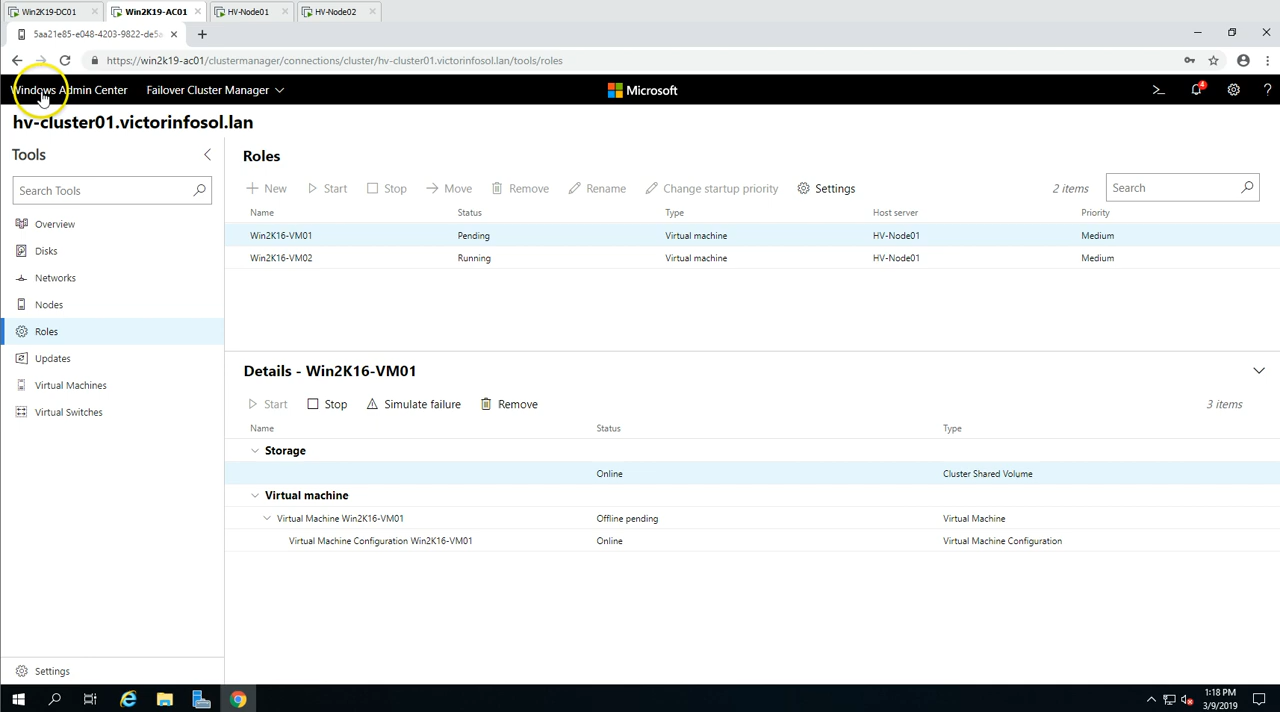 Win2K19-DC01
Win2K19-AC01
HV-Node01
HV-Node02
5aa21e85-e048-4203-9822-de5a
https://win2k19-ac01/clustermanager/connections/cluster/hv-cluster01.victorinfosol.lan/tools/roles
Windows Admin Center
Failover Cluster Manager
Microsoft
4
?
hv-cluster01.victorinfosol.lan
Tools
Search Tools
Overview
Disks
Networks
Nodes
Roles
Updates
Virtual Machines
Virtual Switches
Settings
Roles
New Start Stop Move Remove Rename Change startup priority Settings 2 items Search
Name Status Type Host server Priority
Win2K16-VM01 Pending Virtual machine HV-Node01 Medium
Win2K16-VM02 Running Virtual machine HV-Node01 Medium
Details - Win2K16-VM01
Start Stop Simulate failure Remove 3 items
Name Status Type
Storage
Online Cluster Shared Volume
Virtual machine
Virtual Machine Win2K16-VM01 Offline pending Virtual Machine
Virtual Machine Configuration Win2K16-VM01 Online Virtual Machine Configuration
1:18 PM
3/9/2019